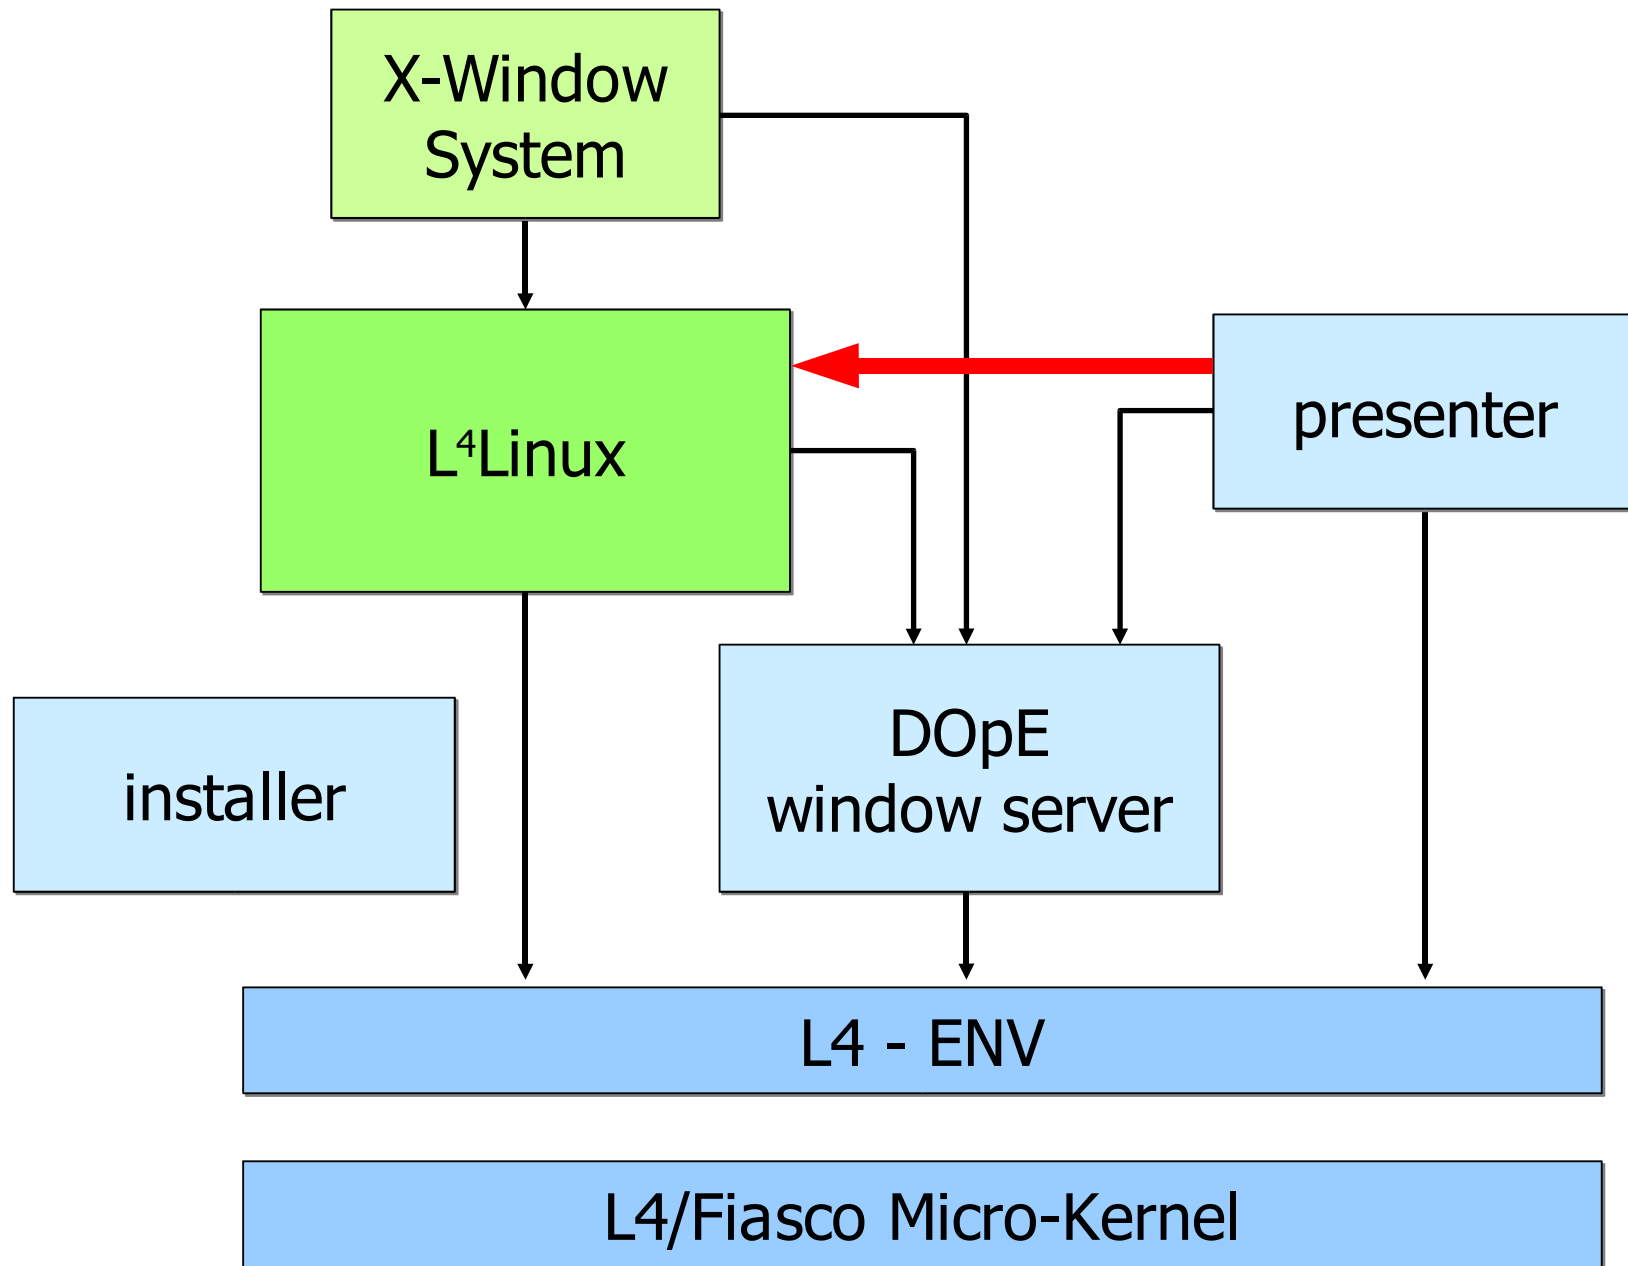 X-Window
System
L⁴Linux
presenter
DOpE
window server
installer
L4 - ENV
L4/Fiasco Micro-Kernel